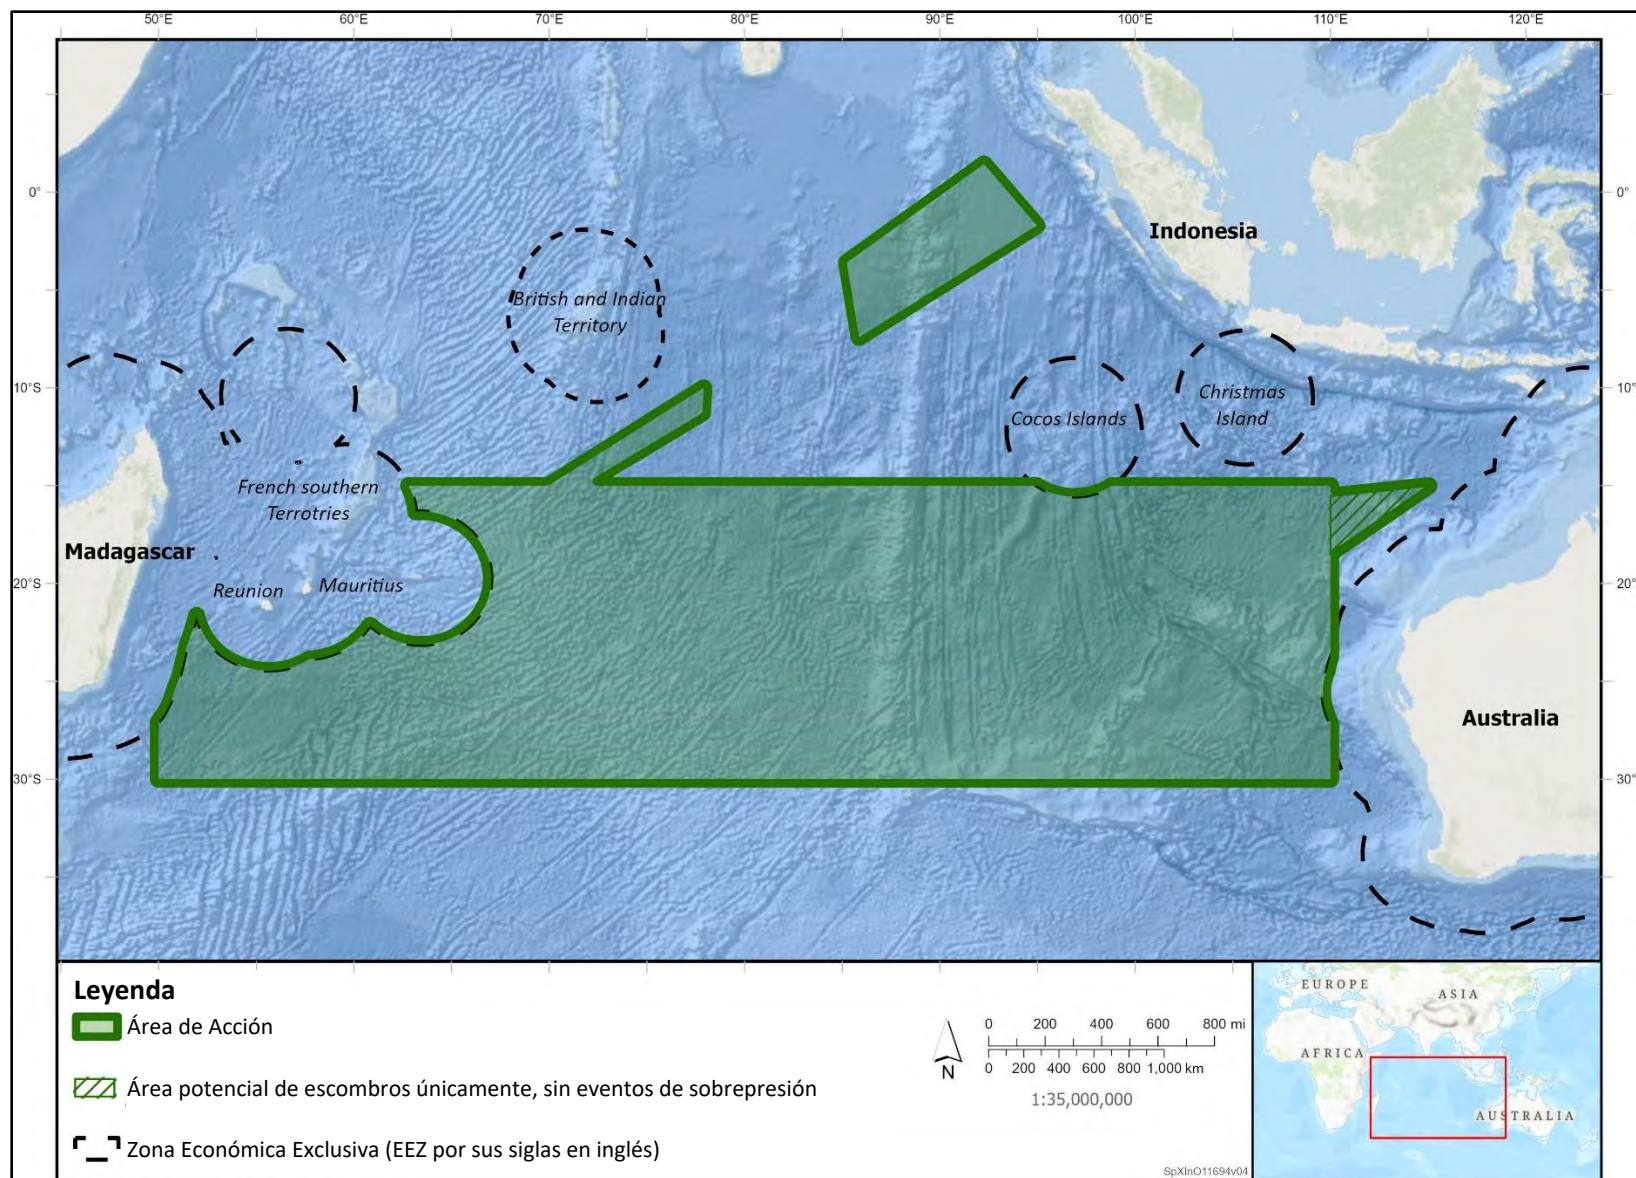 50°E 60°E 70°E 80°E 90°E 100°E 110°E 120°E
0° 0°
Indonesia
British and Indian
Territory
10°S 10°
Christmas
Island
Cocos Islands
French southern
Terrotries
Madagascar
Reunion Mauritius
20°S 20°
Australia
30°S 30°
Leyenda
Área de Acción
Área potencial de escombros únicamente, sin eventos de sobrepresión
Zona Económica Exclusiva (EEZ por sus siglas en inglés)
N
0 200 400 600 800 mi
0 200 400 600 800 1,000 km
1:35,000,000
SpXInO11694v04
EUROPE
ASIA
AFRICA
AUSTRALIA